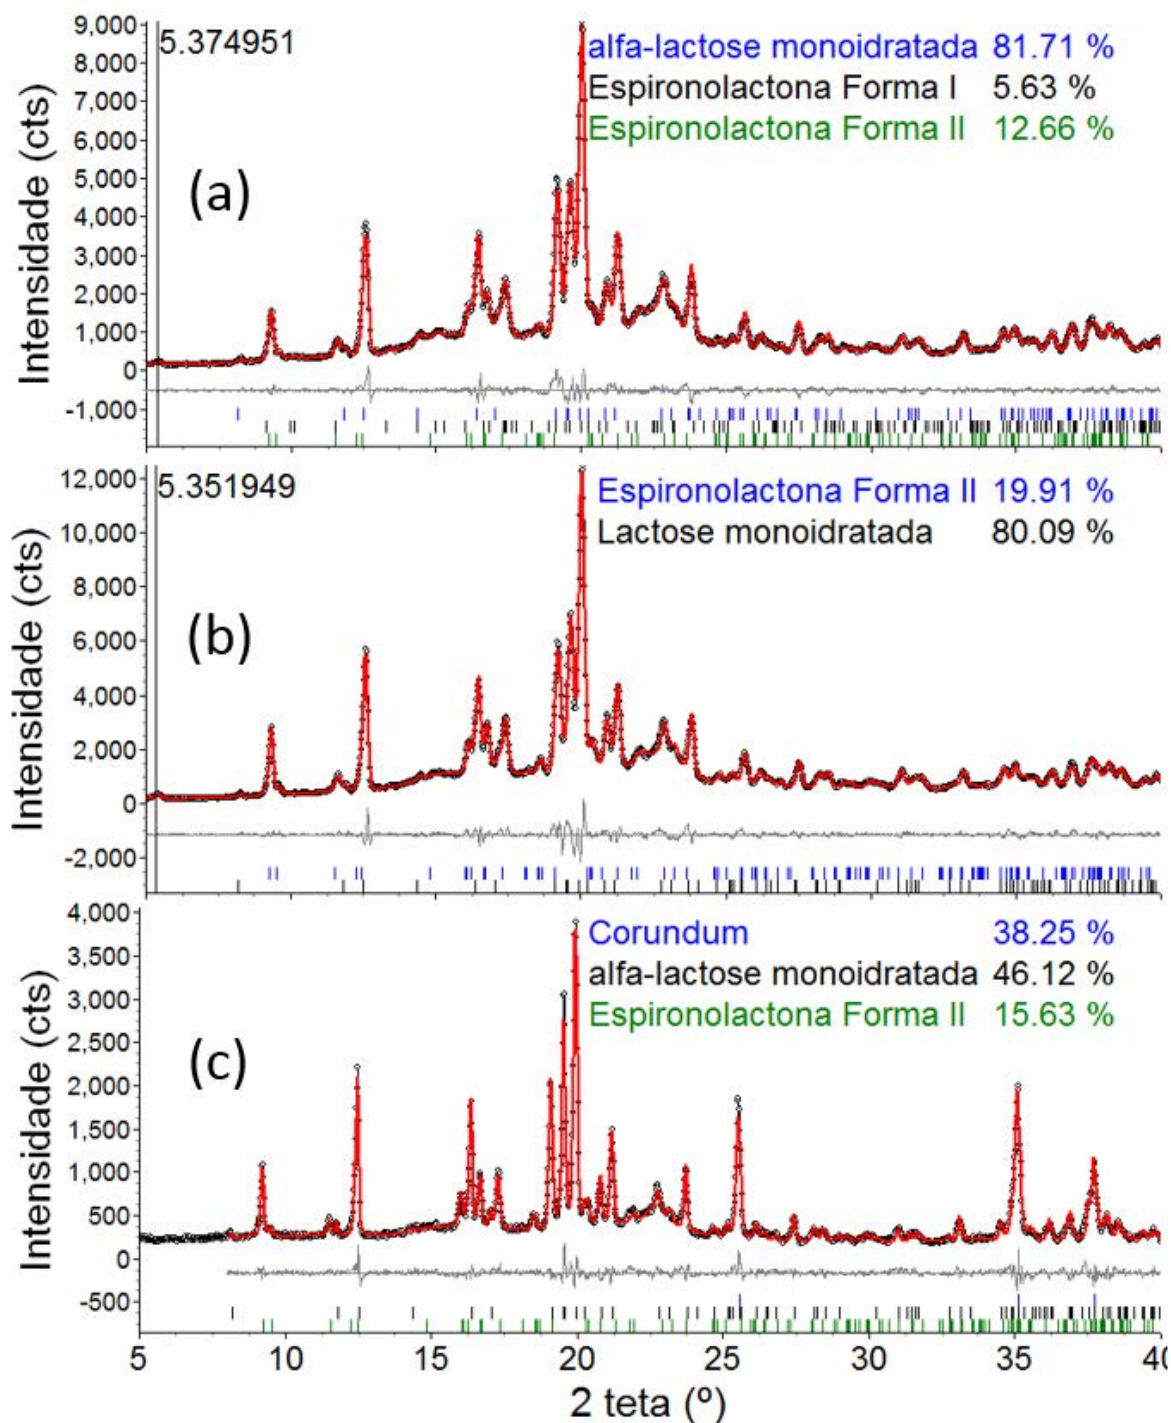 9,000
5.374951
alfa-lactose monoidratada 81.71 %
8,000
Espironolactona Forma I 5.63 %
7,000
Espironolactona Forma II 12.66 %
6,000
(a)
5,000
4,000
3,000
2,000
1,000
0
-1,000
Intensidade (cts)
5.351949
12,000
Espironolactona Forma II 19.91 %
Lactose monoidratada 80.09 %
10,000
8,000
(b)
6,000
4,000
2,000
0
-2,000
Intensidade (cts)
4,000
Corundum 38.25 %
3,500
alfa-lactose monoidratada 46.12 %
3,000
Espironolactona Forma II 15.63 %
2,500
(c)
2,000
1,500
1,000
500
0
-500
Intensidade (cts)
5 10 15 20 25 30 35 40
2 teta (º)